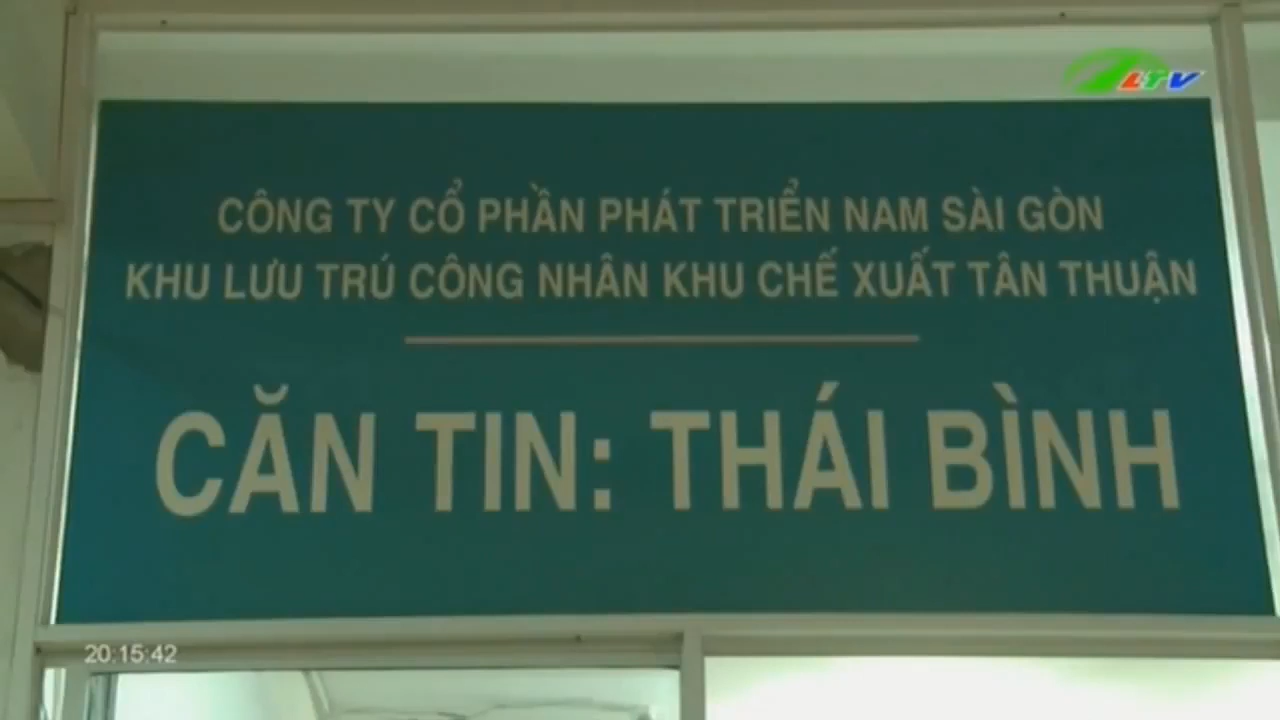 LTV
CÔNG TY CỔ PHẦN PHÁT TRIỂN NAM SÀI GÒN
KHU LƯU TRÚ CÔNG NHÂN KHU CHẾ XUẤT TÂN THUẬN
CĂN TIN: THÁI BÌNH
20:15:42